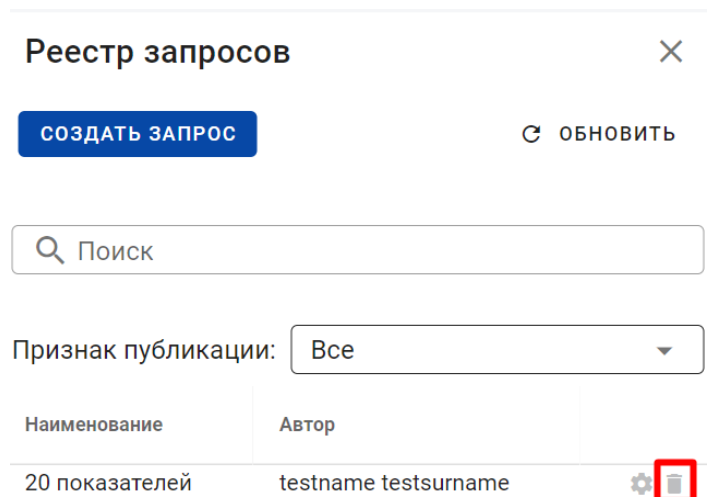 Реестр запросов
СОЗДАТЬ ЗАПРОС ОБНОВИТЬ
Поиск
Признак публикации: Все
Наименование Автор
20 показателей testname testsurname